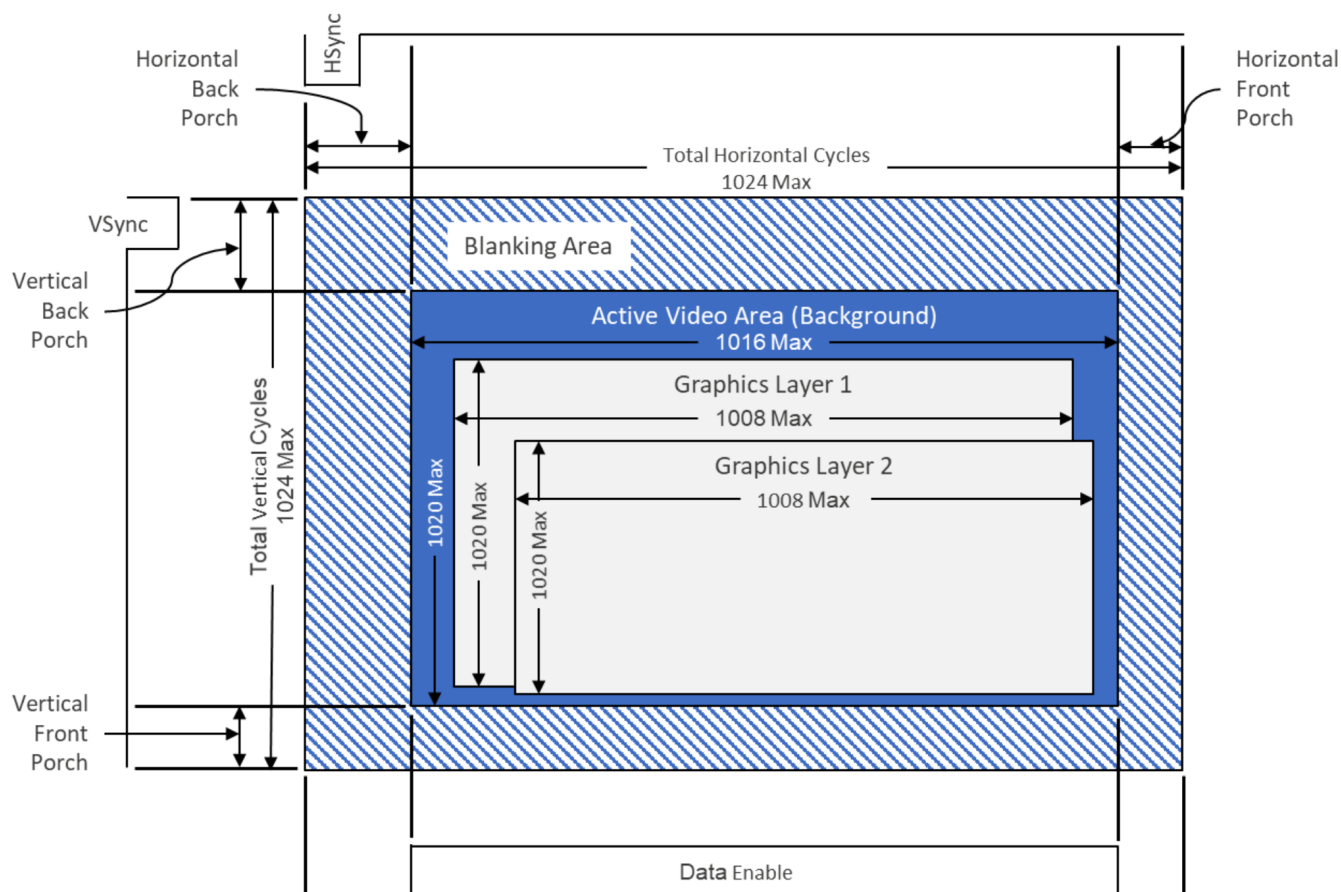 HSync
Horizontal
Back
Porch
Horizontal
Front
Porch
Total Horizontal Cycles
1024 Max
VSync
Blanking Area
Vertical
Back
Porch
Active Video Area (Background)
1016 Max
Graphics Layer 1
1008 Max
Graphics Layer 2
1008 Max
Total Vertical Cycles
1024 Max
1020 Max
1020 Max
1020 Max
Vertical
Front
Porch
Data Enable